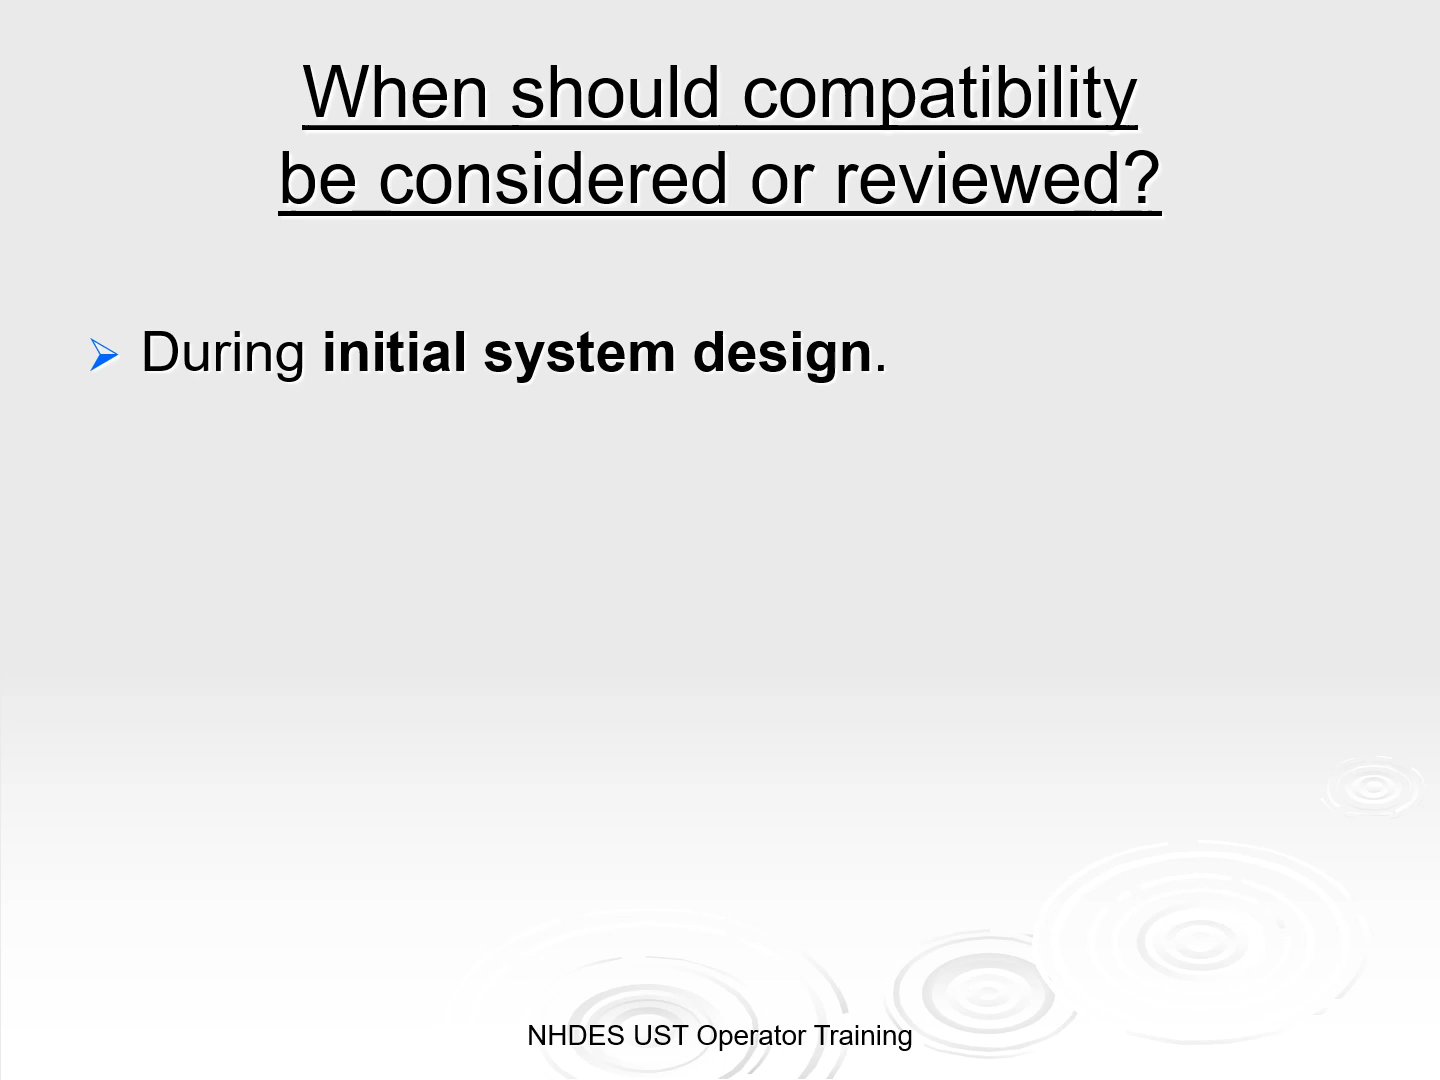 When should compatibility
be considered or reviewed?
During initial system design.
NHDES UST Operator Training